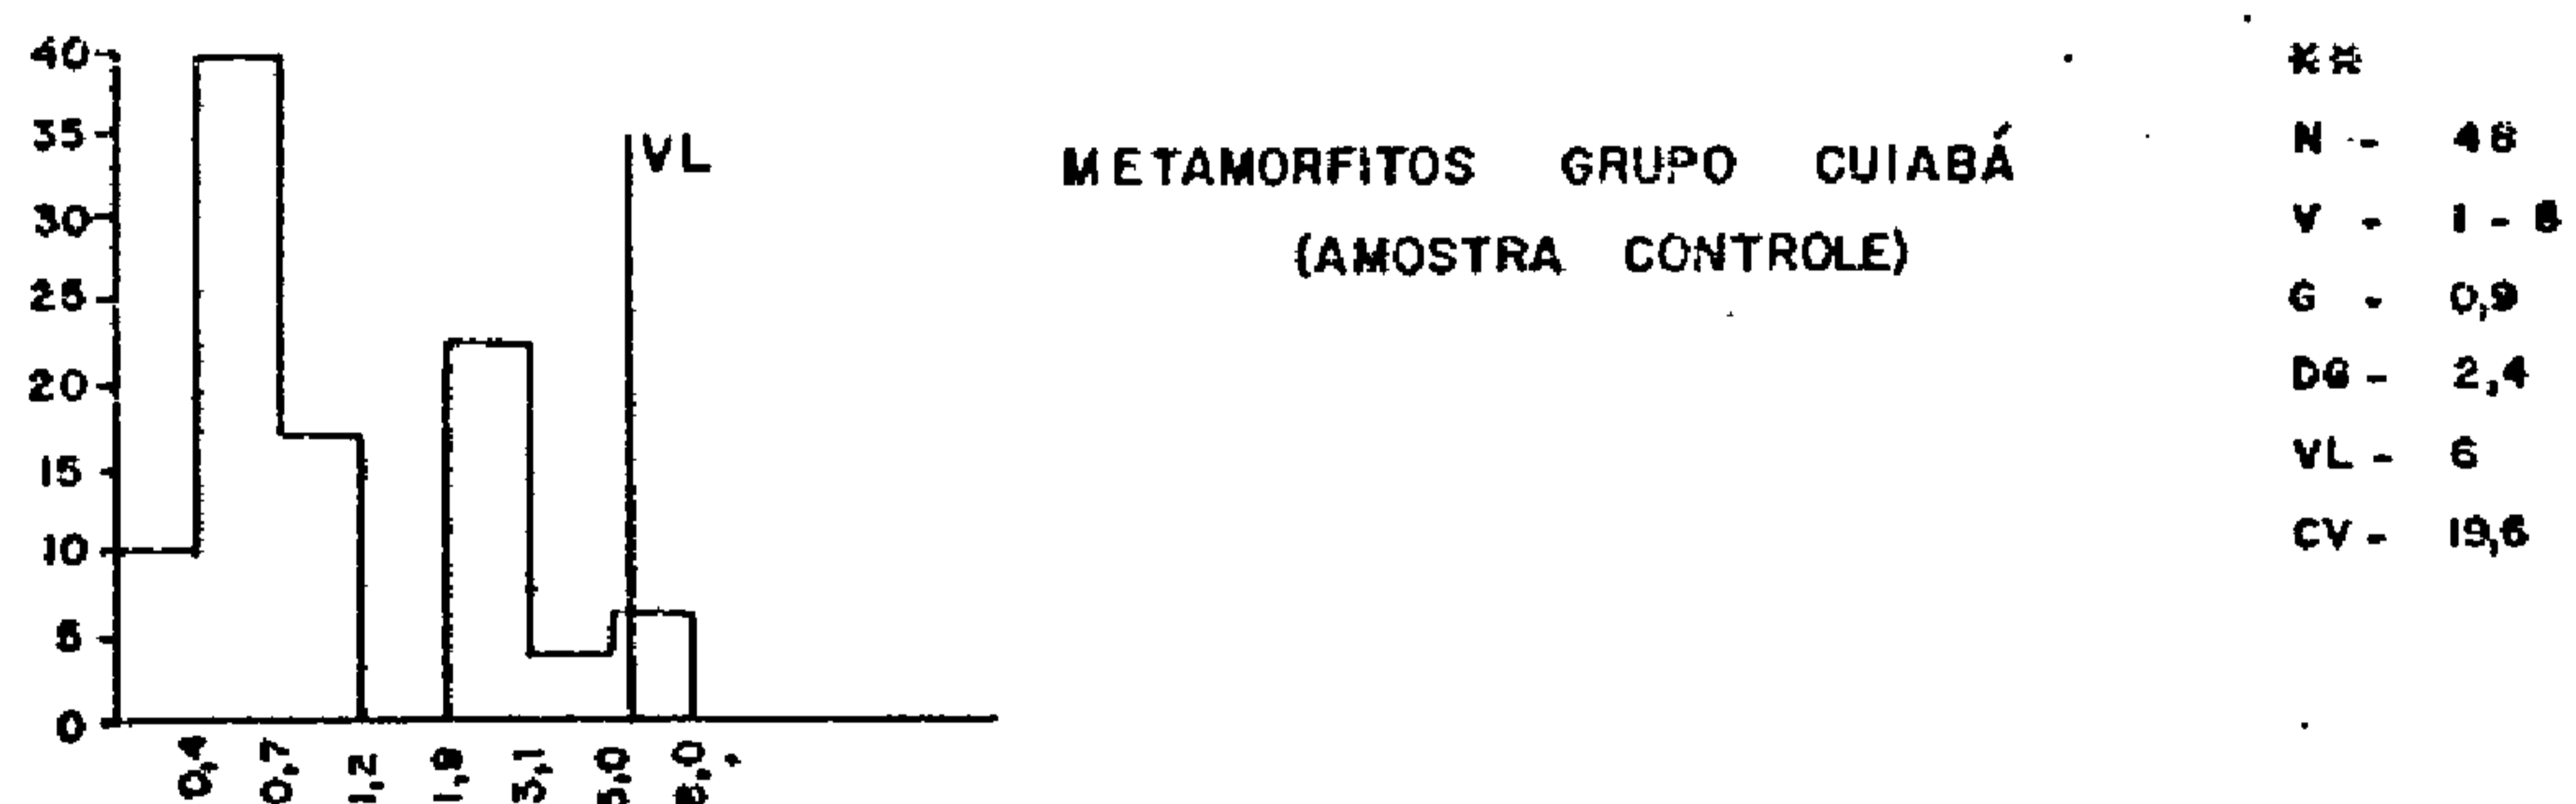 40
35
30
25
20
15
10
5
0
VL
0,4
0,7
1,2
1,9
3,1
5,0
8,0
METAMORFITOS GRUPO CUIABÁ
(AMOSTRA CONTROLE)
**
N - 48
V - 1 - 8
G - 0,9
DG - 2,4
VL - 6
CV - 19,6